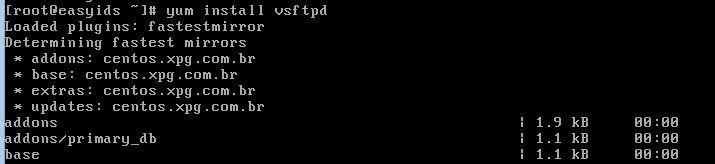 [root@easyids ~]# yum install vsftpd
Loaded plugins: fastestmirror
Determining fastest mirrors
 * addons: centos.xpg.com.br
 * base: centos.xpg.com.br
 * extras: centos.xpg.com.br
 * updates: centos.xpg.com.br
addons | 1.9 kB 00:00
addons/primary_db | 1.1 kB 00:00
base | 1.1 kB 00:00